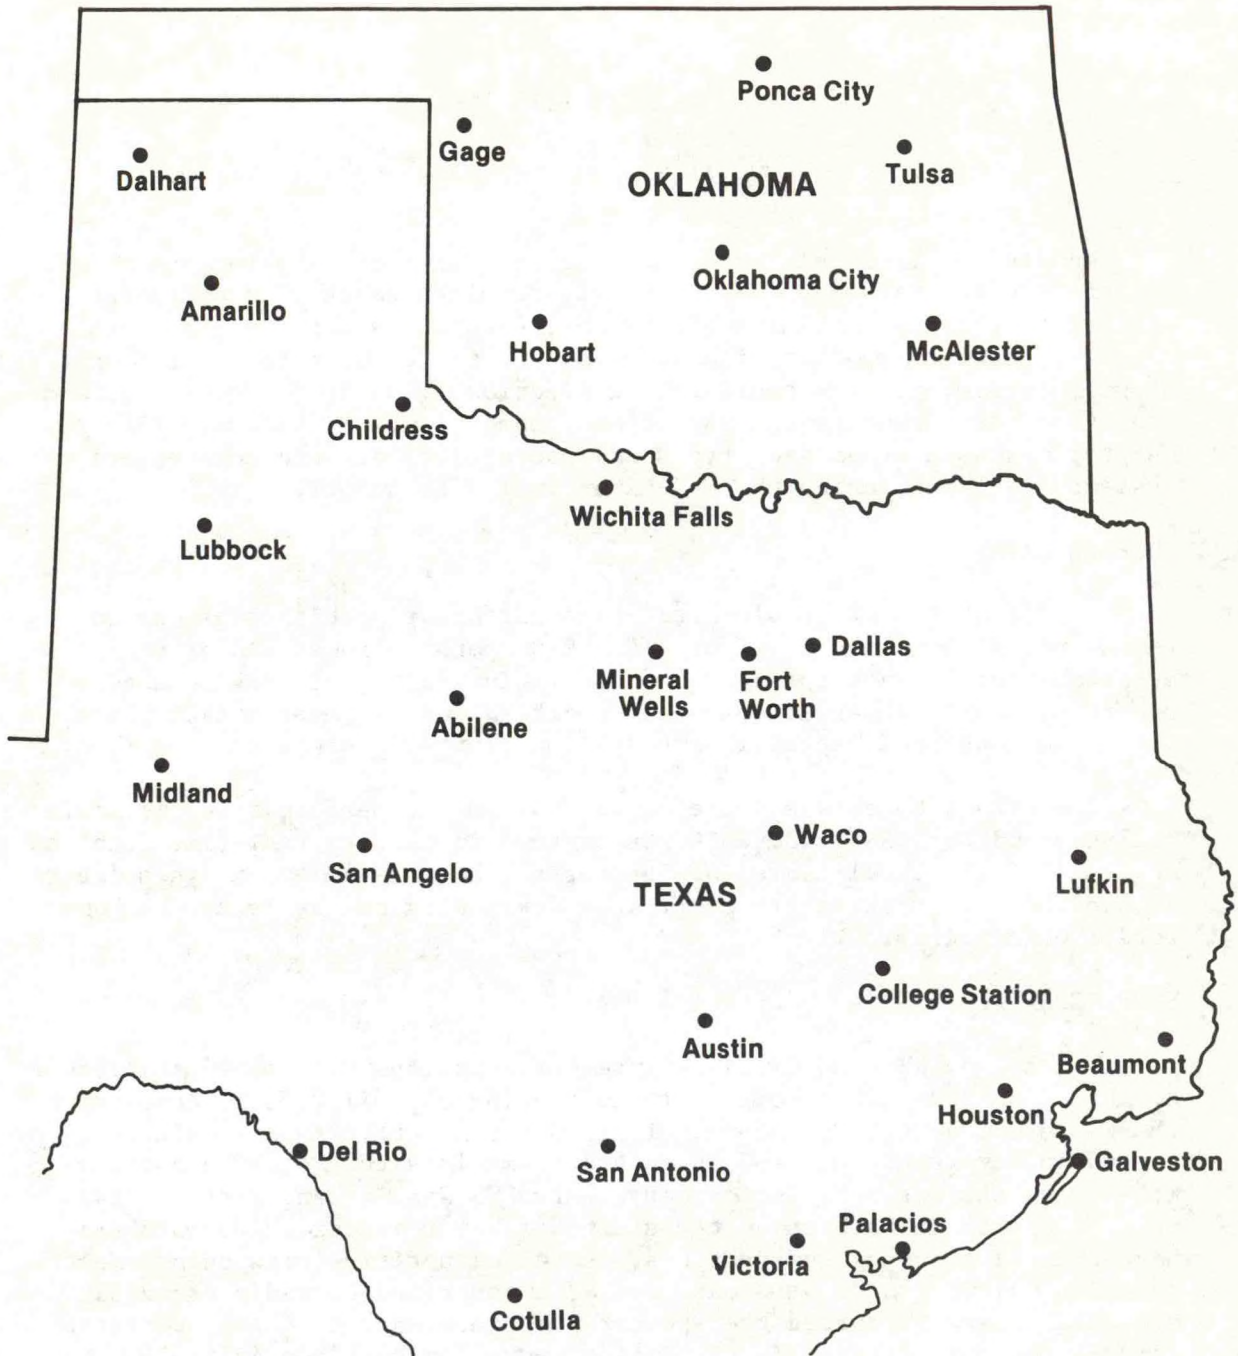 Ponca City
Gage
Tulsa
Dalhart
OKLAHOMA
Oklahoma City
Amarillo
Hobart
McAlester
Childress
Wichita Falls
Lubbock
Dallas
Mineral
Wells
Fort
Worth
Abilene
Midland
Waco
San Angelo
Lufkin
TEXAS
College Station
Austin
Beaumont
Houston
Del Rio
San Antonio
Galveston
Palacios
Victoria
Cotulla